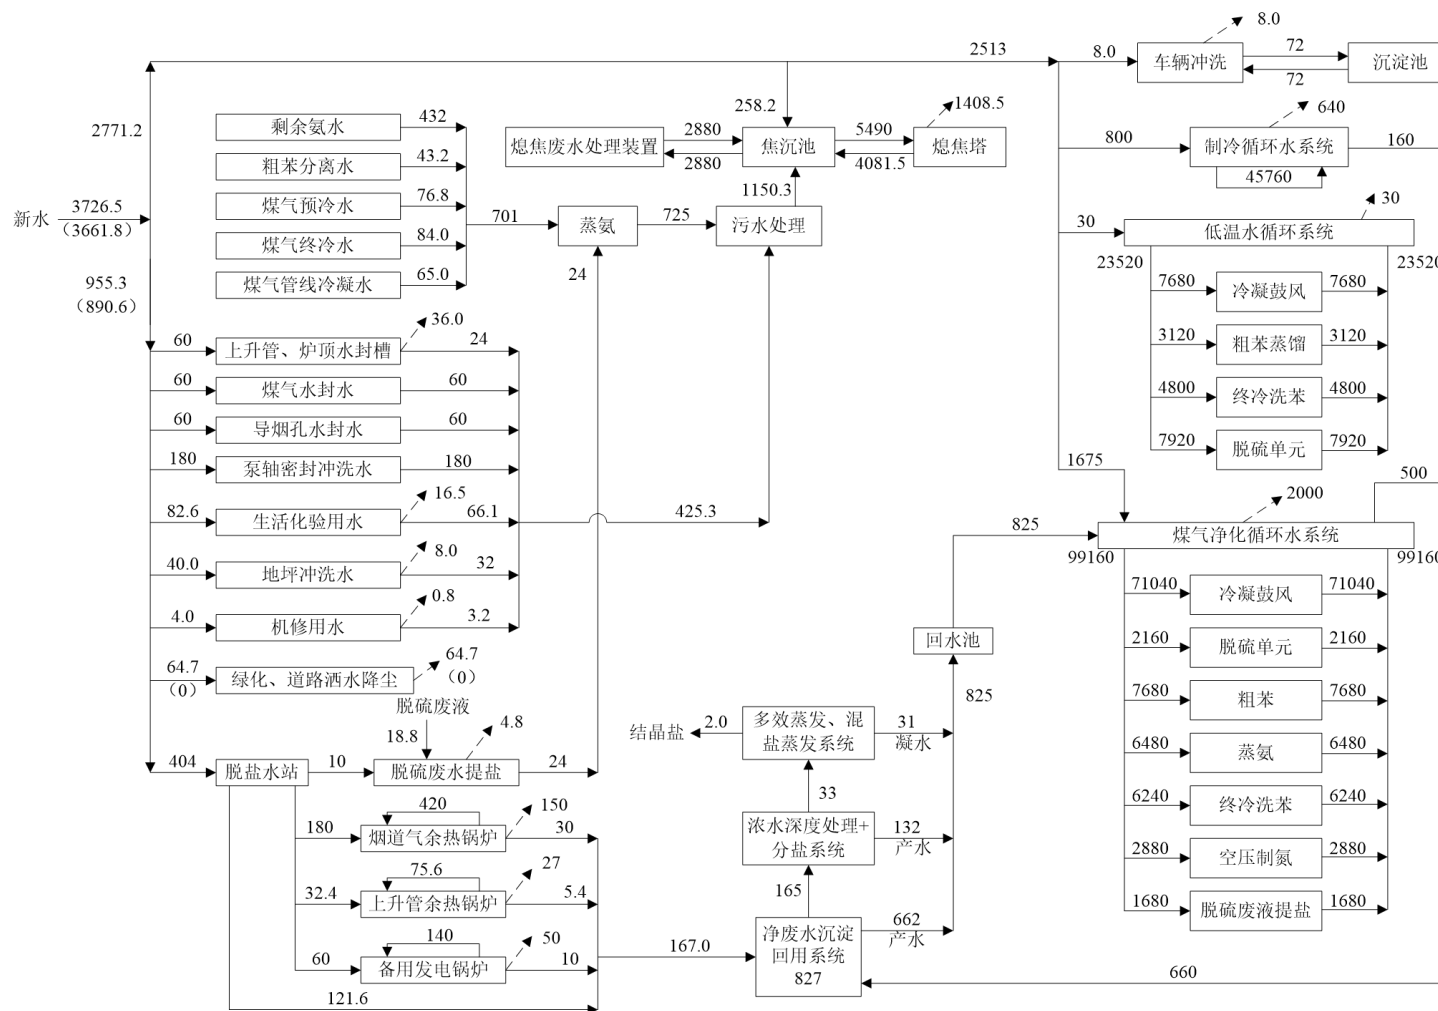 新水
3726.5
(3661.8)
2771.2
955.3
(890.6)
2513
258.2
剩余氨水
432
粗苯分离水
43.2
煤气预冷水
76.8
煤气终冷水
84.0
煤气管线冷凝水
65.0
701
蒸氨
725
24
污水处理
1150.3
熄焦废水处理装置
2880
2880
焦沉池
5490
4081.5
熄焦塔
1408.5
60
上升管、炉顶水封槽
36.0
24
60
煤气水封水
60
60
导烟孔水封水
60
180
泵轴密封冲洗水
180
82.6
生活化验用水
16.5
66.1
40.0
地坪冲洗水
8.0
32
4.0
机修用水
0.8
3.2
425.3
64.7
(0)
绿化、道路洒水降尘
64.7
(0)
404
脱盐水站
10
脱硫废液
18.8
脱硫废水提盐
4.8
24
180
420
烟道气余热锅炉
150
30
32.4
75.6
上升管余热锅炉
27
5.4
60
140
备用发电锅炉
50
10
121.6
167.0
净废水沉淀
回用系统
827
662
产水
165
浓水深度处理+
分盐系统
132
产水
33
多效蒸发、混
盐蒸发系统
31
凝水
2.0
结晶盐
825
回水池
825
660
8.0
车辆冲洗
8.0
72
72
沉淀池
800
制冷循环水系统
640
160
45760
30
低温水循环系统
30
23520
23520
7680
冷凝鼓风
7680
3120
粗苯蒸馏
3120
4800
终冷洗苯
4800
7920
脱硫单元
7920
1675
煤气净化循环水系统
2000
500
99160
99160
71040
冷凝鼓风
71040
2160
脱硫单元
2160
7680
粗苯
7680
6480
蒸氨
6480
6240
终冷洗苯
6240
2880
空压制氮
2880
1680
脱硫废液提盐
1680